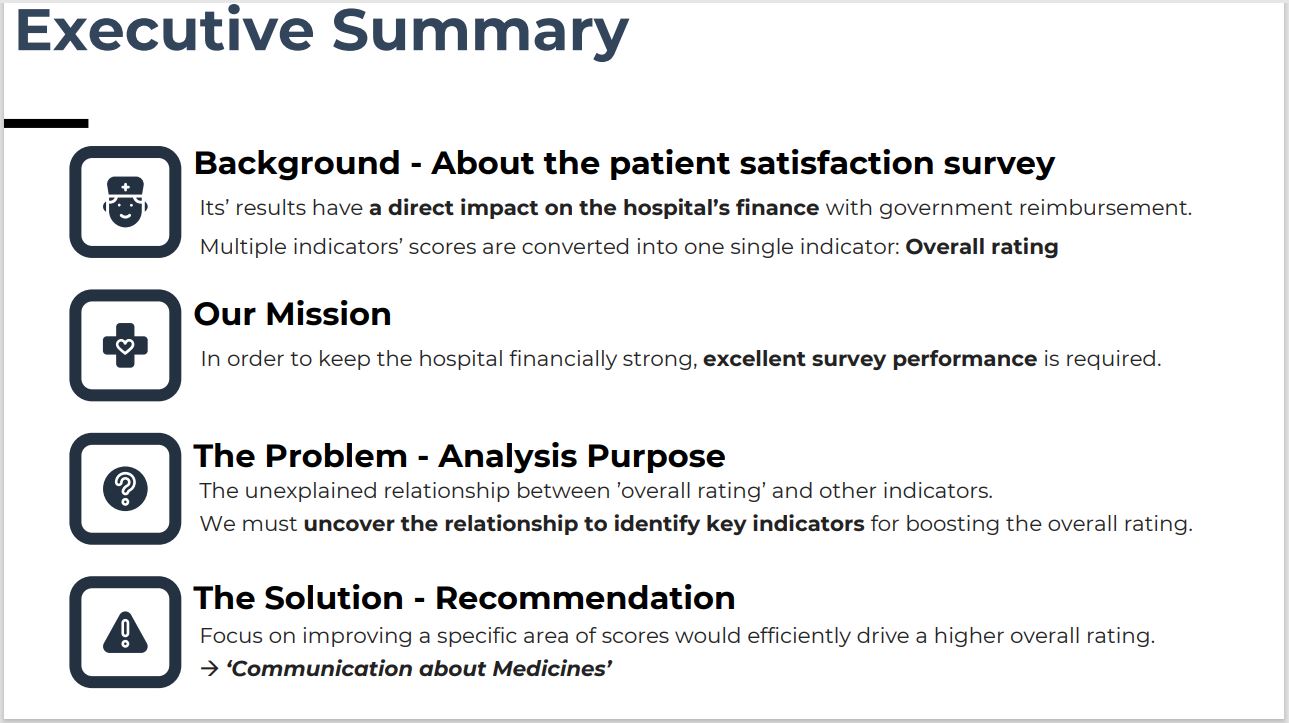 Executive Summary
Background - About the patient satisfaction survey
Its’ results have a direct impact on the hospital’s finance with government reimbursement.
Multiple indicators’ scores are converted into one single indicator: Overall rating
Our Mission
In order to keep the hospital financially strong, excellent survey performance is required.
The Problem - Analysis Purpose
The unexplained relationship between ’overall rating’ and other indicators.
We must uncover the relationship to identify key indicators for boosting the overall rating.
The Solution - Recommendation
Focus on improving a specific area of scores would efficiently drive a higher overall rating.
→ ‘Communication about Medicines’